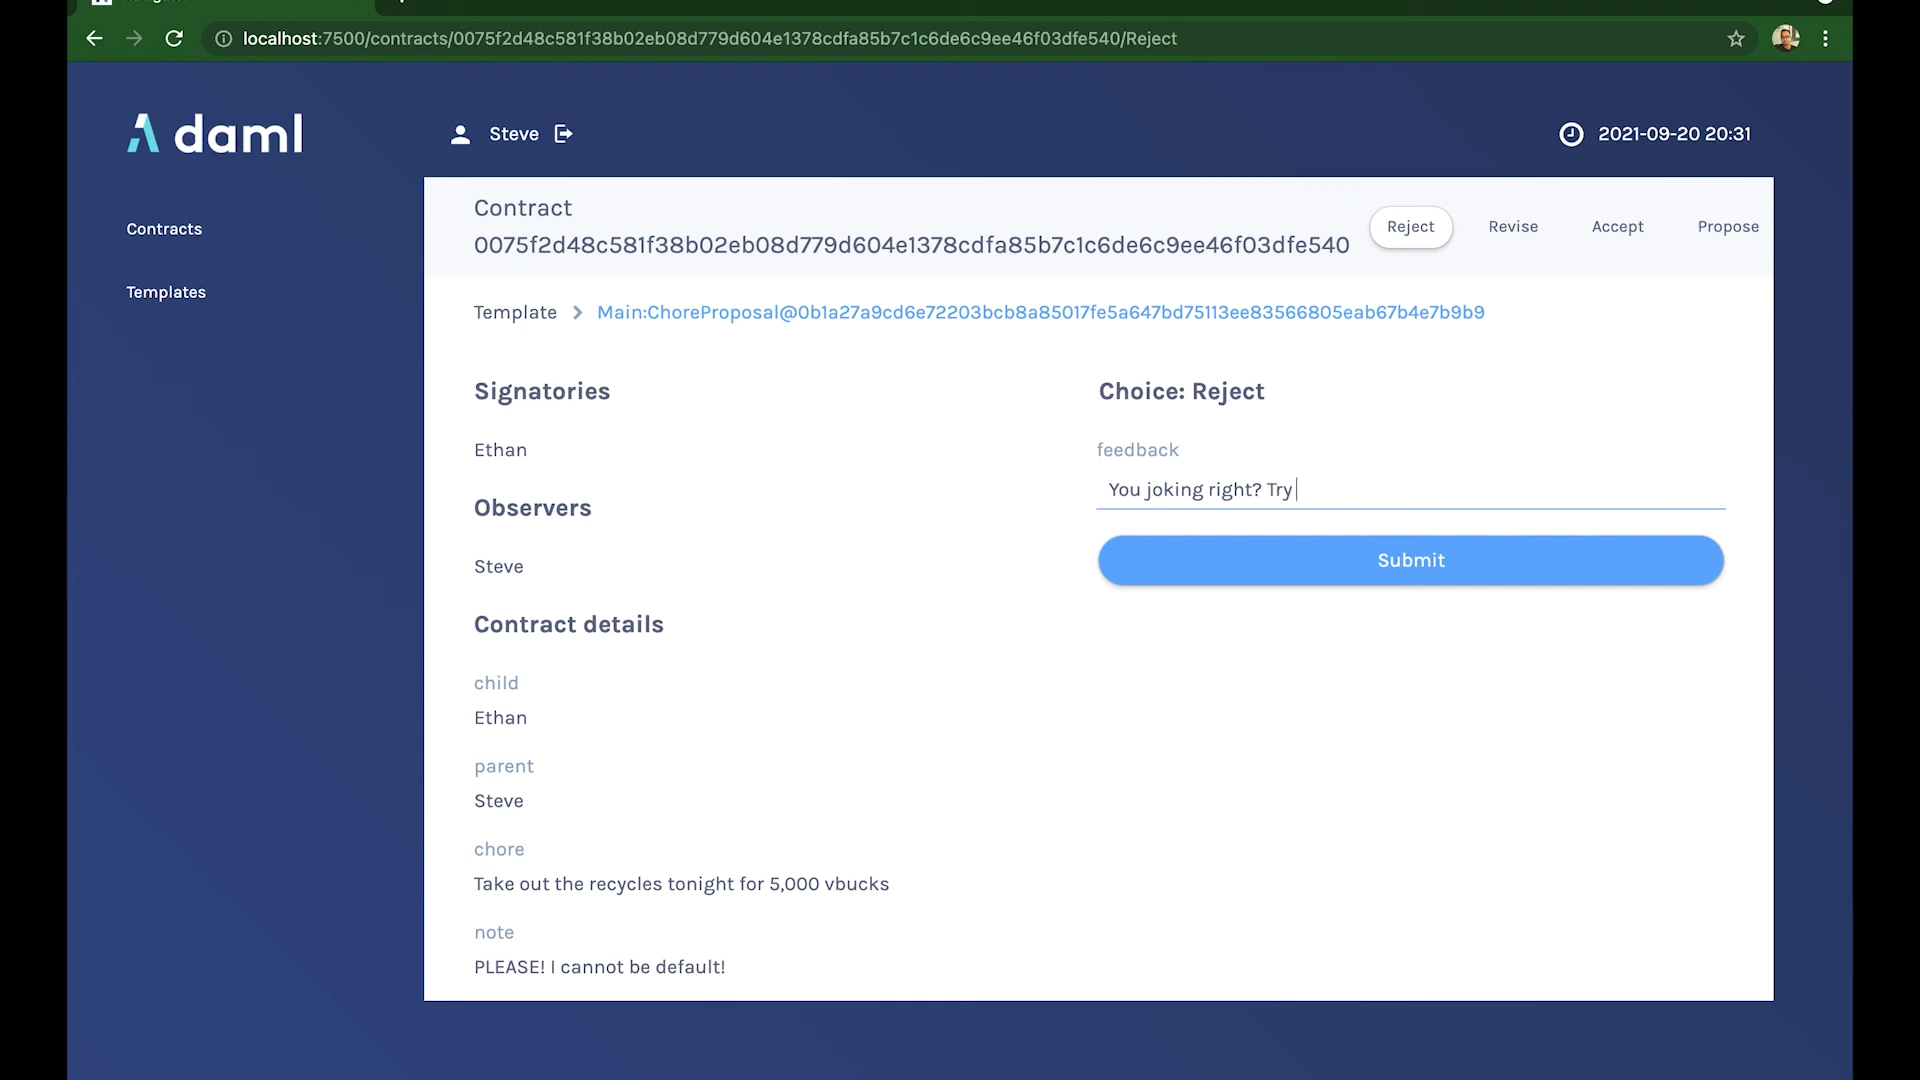 localhost:7500/contracts/0075f2d48c581f38b02eb08d779d604e1378cdfa85b7c1c6de6c9ee46f03dfe540/Reject
daml
Steve
2021-09-20 20:31
Contracts
Templates
Contract
0075f2d48c581f38b02eb08d779d604e1378cdfa85b7c1c6de6c9ee46f03dfe540
Reject Revise Accept Propose
Template Main:ChoreProposal@0b1a27a9cd6e72203bcb8a85017fe5a647bd75113ee83566805eab67b4e7b9b9
Signatories
Ethan
Observers
Steve
Contract details
child
Ethan
parent
Steve
chore
Take out the recycles tonight for 5,000 vbucks
note
PLEASE! I cannot be default!
Choice: Reject
feedback
You joking right? Try
Submit